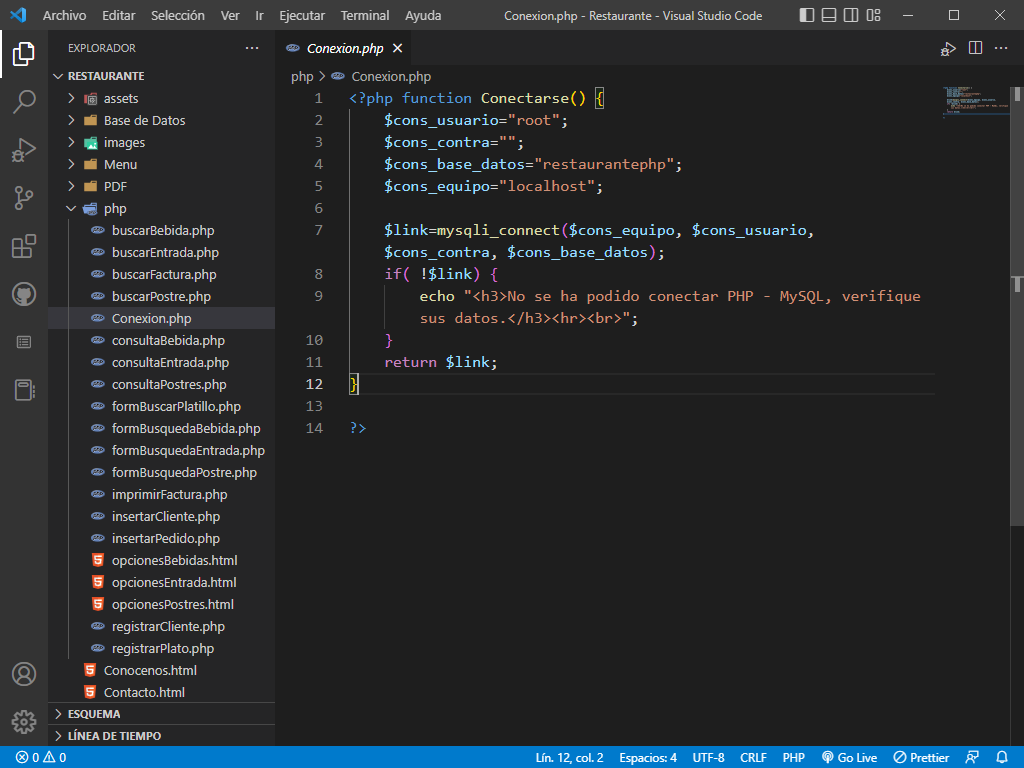 Archivo Editar Selección Ver Ir Ejecutar Terminal Ayuda Conexion.php - Restaurante - Visual Studio Code
EXPLORADOR
RESTAURANTE
assets
Base de Datos
images
Menu
PDF
php
buscarBebida.php
buscarEntrada.php
buscarFactura.php
buscarPostre.php
Conexion.php
consultaBebida.php
consultaEntrada.php
consultaPostres.php
formBuscarPlatillo.php
formBusquedaBebida.php
formBusquedaEntrada.php
formBusquedaPostre.php
imprimirFactura.php
insertarCliente.php
insertarPedido.php
opcionesBebidas.html
opcionesEntrada.html
opcionesPostres.html
registrarCliente.php
registrarPlato.php
Conocenos.html
Contacto.html
ESQUEMA
LÍNEA DE TIEMPO
Conexion.php
php > Conexion.php
1 <?php function Conectarse() {
2 $cons_usuario="root";
3 $cons_contra="";
4 $cons_base_datos="restaurantephp";
5 $cons_equipo="localhost";
6
7 $link=mysqli_connect($cons_equipo, $cons_usuario,
$cons_contra, $cons_base_datos);
8 if( !$link) {
9 echo "<h3>No se ha podido conectar PHP - MySQL, verifique
sus datos.</h3><hr><br>";
10 }
11 return $link;
12 }
13
14 ?>
0 0 Lín. 12, col. 2 Espacios: 4 UTF-8 CRLF PHP Go Live Prettier